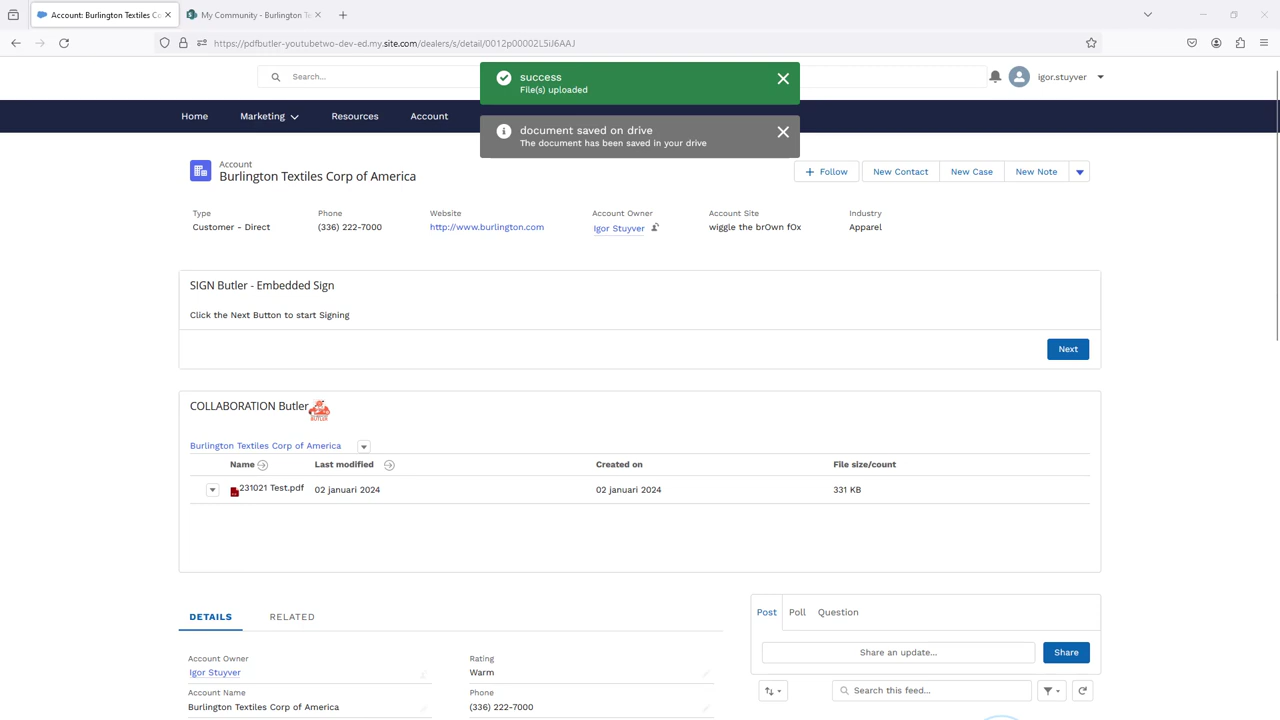 Account: Burlington Textiles Co
My Community - Burlington Te
https://pdfbutler-youtubetwo-dev-ed.my.site.com/dealers/s/detail/0012p00002L5iJ6AAJ
Search...
igor.stuyver
success
File(s) uploaded
Home
Marketing
Resources
Account
document saved on drive
The document has been saved in your drive
Account
Burlington Textiles Corp of America
+ Follow
New Contact
New Case
New Note
Type
Phone
Website
Account Owner
Account Site
Industry
Customer - Direct
(336) 222-7000
http://www.burlington.com
Igor Stuyver
wiggle the brOwn fOx
Apparel
SIGN Butler - Embedded Sign
Click the Next Button to start Signing
Next
COLLABORATION Butler
BUTLER
Burlington Textiles Corp of America
Name
Last modified
Created on
File size/count
231021 Test.pdf
02 januari 2024
02 januari 2024
331 KB
DETAILS
RELATED
Post
Poll
Question
Share an update...
Share
Account Owner
Igor Stuyver
Rating
Warm
Search this feed...
Account Name
Burlington Textiles Corp of America
Phone
(336) 222-7000